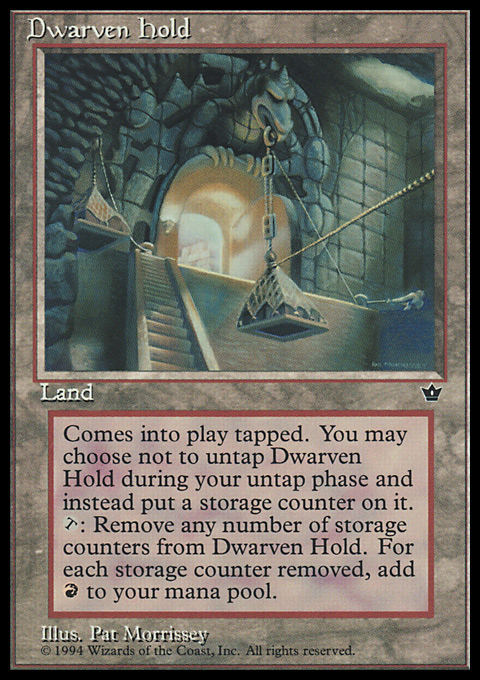 Dwarven Hold
Land
Comes into play tapped. You may
choose not to untap Dwarven
Hold during your untap phase and
instead put a storage counter on it.
: Remove any number of storage
counters from Dwarven Hold. For
each storage counter removed, add
to your mana pool.
Illus. Pat Morrissey
© 1994 Wizards of the Coast, Inc. All rights reserved.